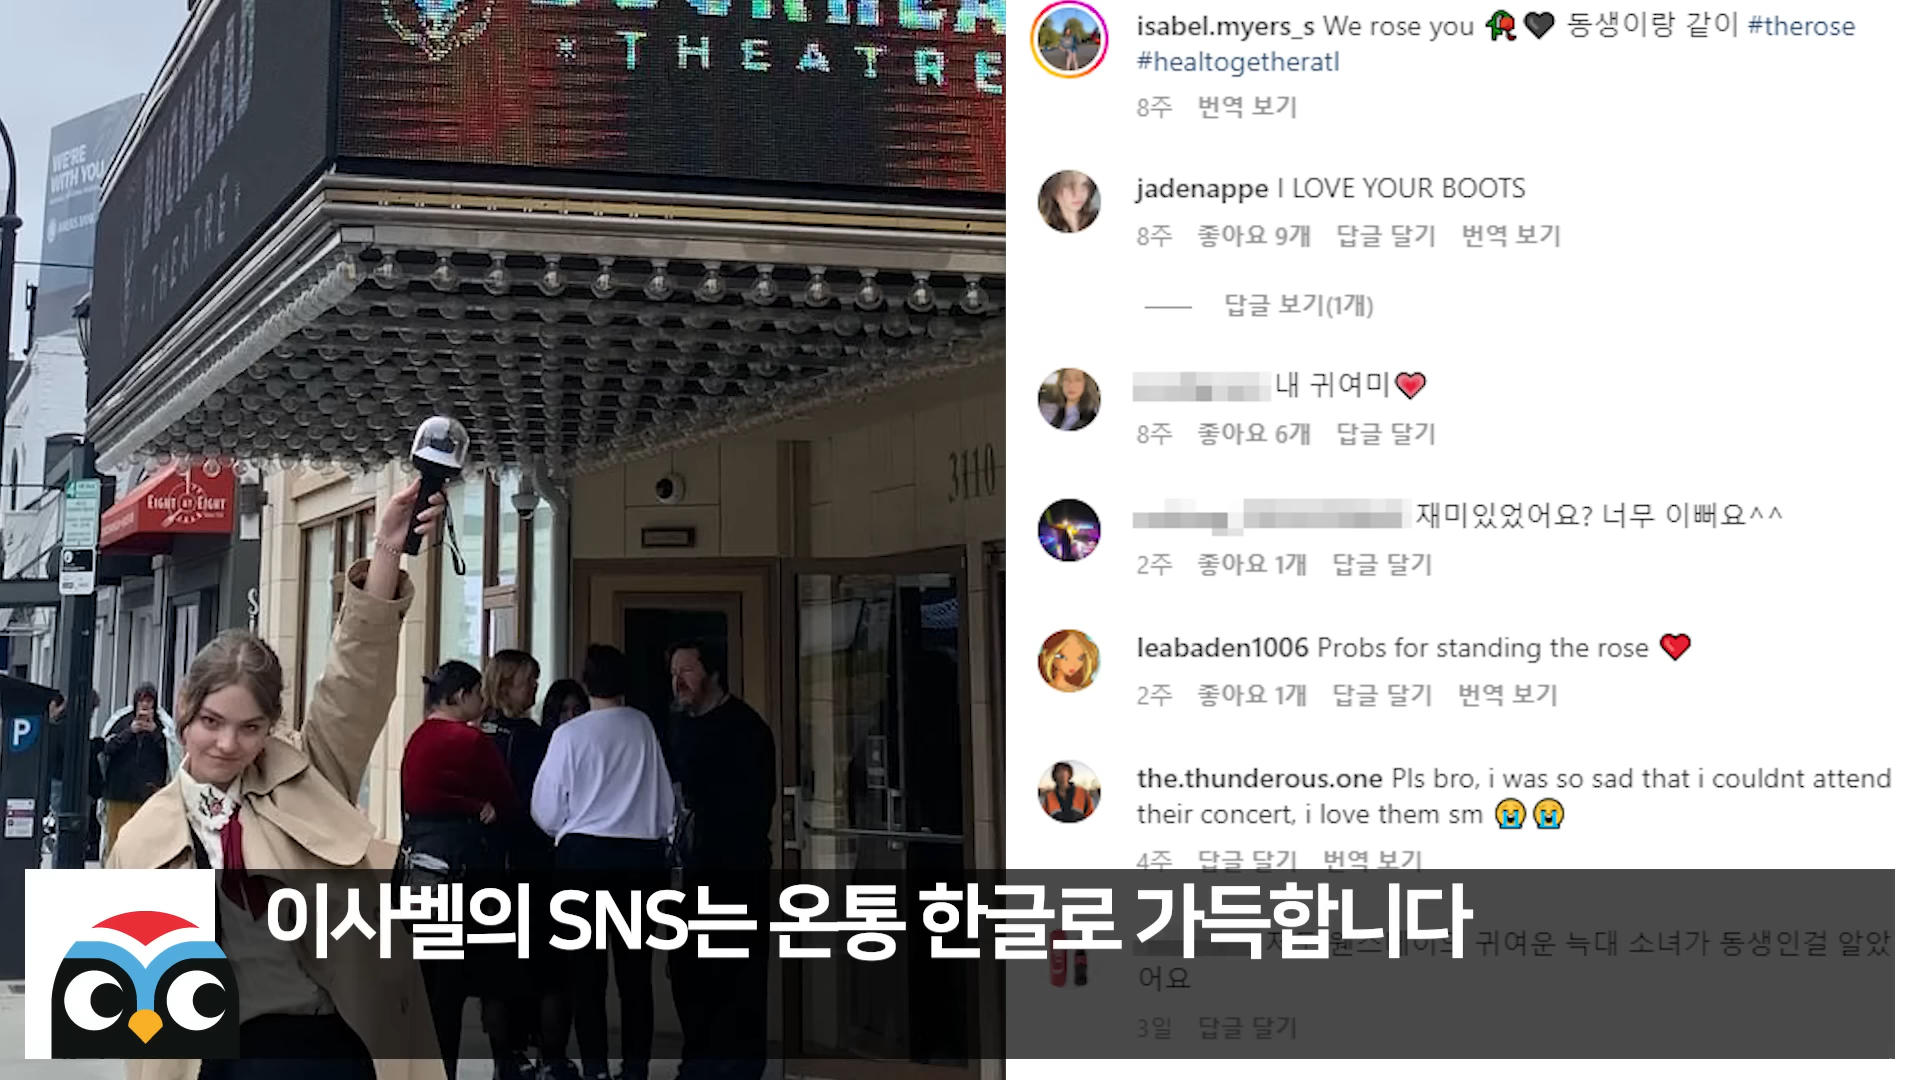 BUCKHEAD
THEATRE
BUCKHEAD
THEATRE
WE'RE
WITH YOU
EIGHT AT EIGHT
3110
P
isabel.myers_s We rose you 🥀🖤 동생이랑 같이 #therose
#healtogetheratl
8주 번역 보기
jadenappe I LOVE YOUR BOOTS
8주 좋아요 9개 답글 달기 번역 보기
답글 보기(1개)
내 귀여미❤️
8주 좋아요 6개 답글 달기
재미있었어요? 너무 이뻐요^^
2주 좋아요 1개 답글 달기
leabaden1006 Probs for standing the rose ❤️
2주 좋아요 1개 답글 달기 번역 보기
the.thunderous.one Pls bro, i was so sad that i couldnt attend
their concert, i love them sm 😭😭
4주 답글 달기 번역 보기
이사벨의 SNS는 온통 한글로 가득합니다
귀여운 늑대 소녀가 동생인걸 알았
어요
3일 답글 달기